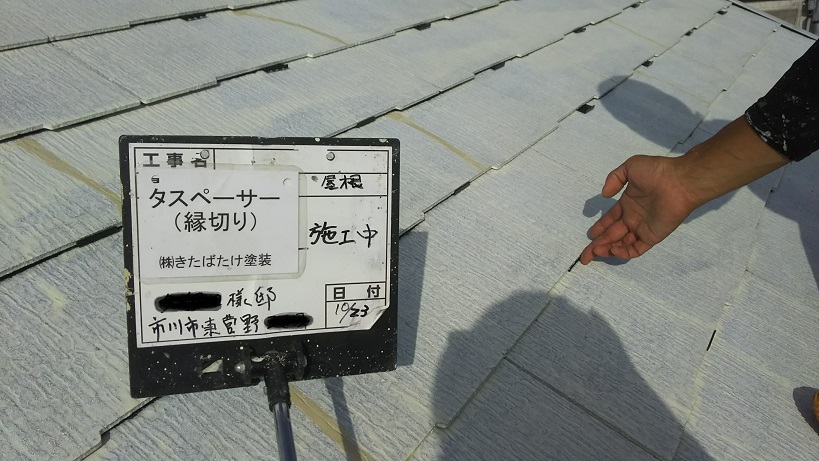 工事名
屋根
タスペーサー
(縁切り)
施工中
㈱きたばたけ塗装
様邸
日付
10/23
市川市東菅野